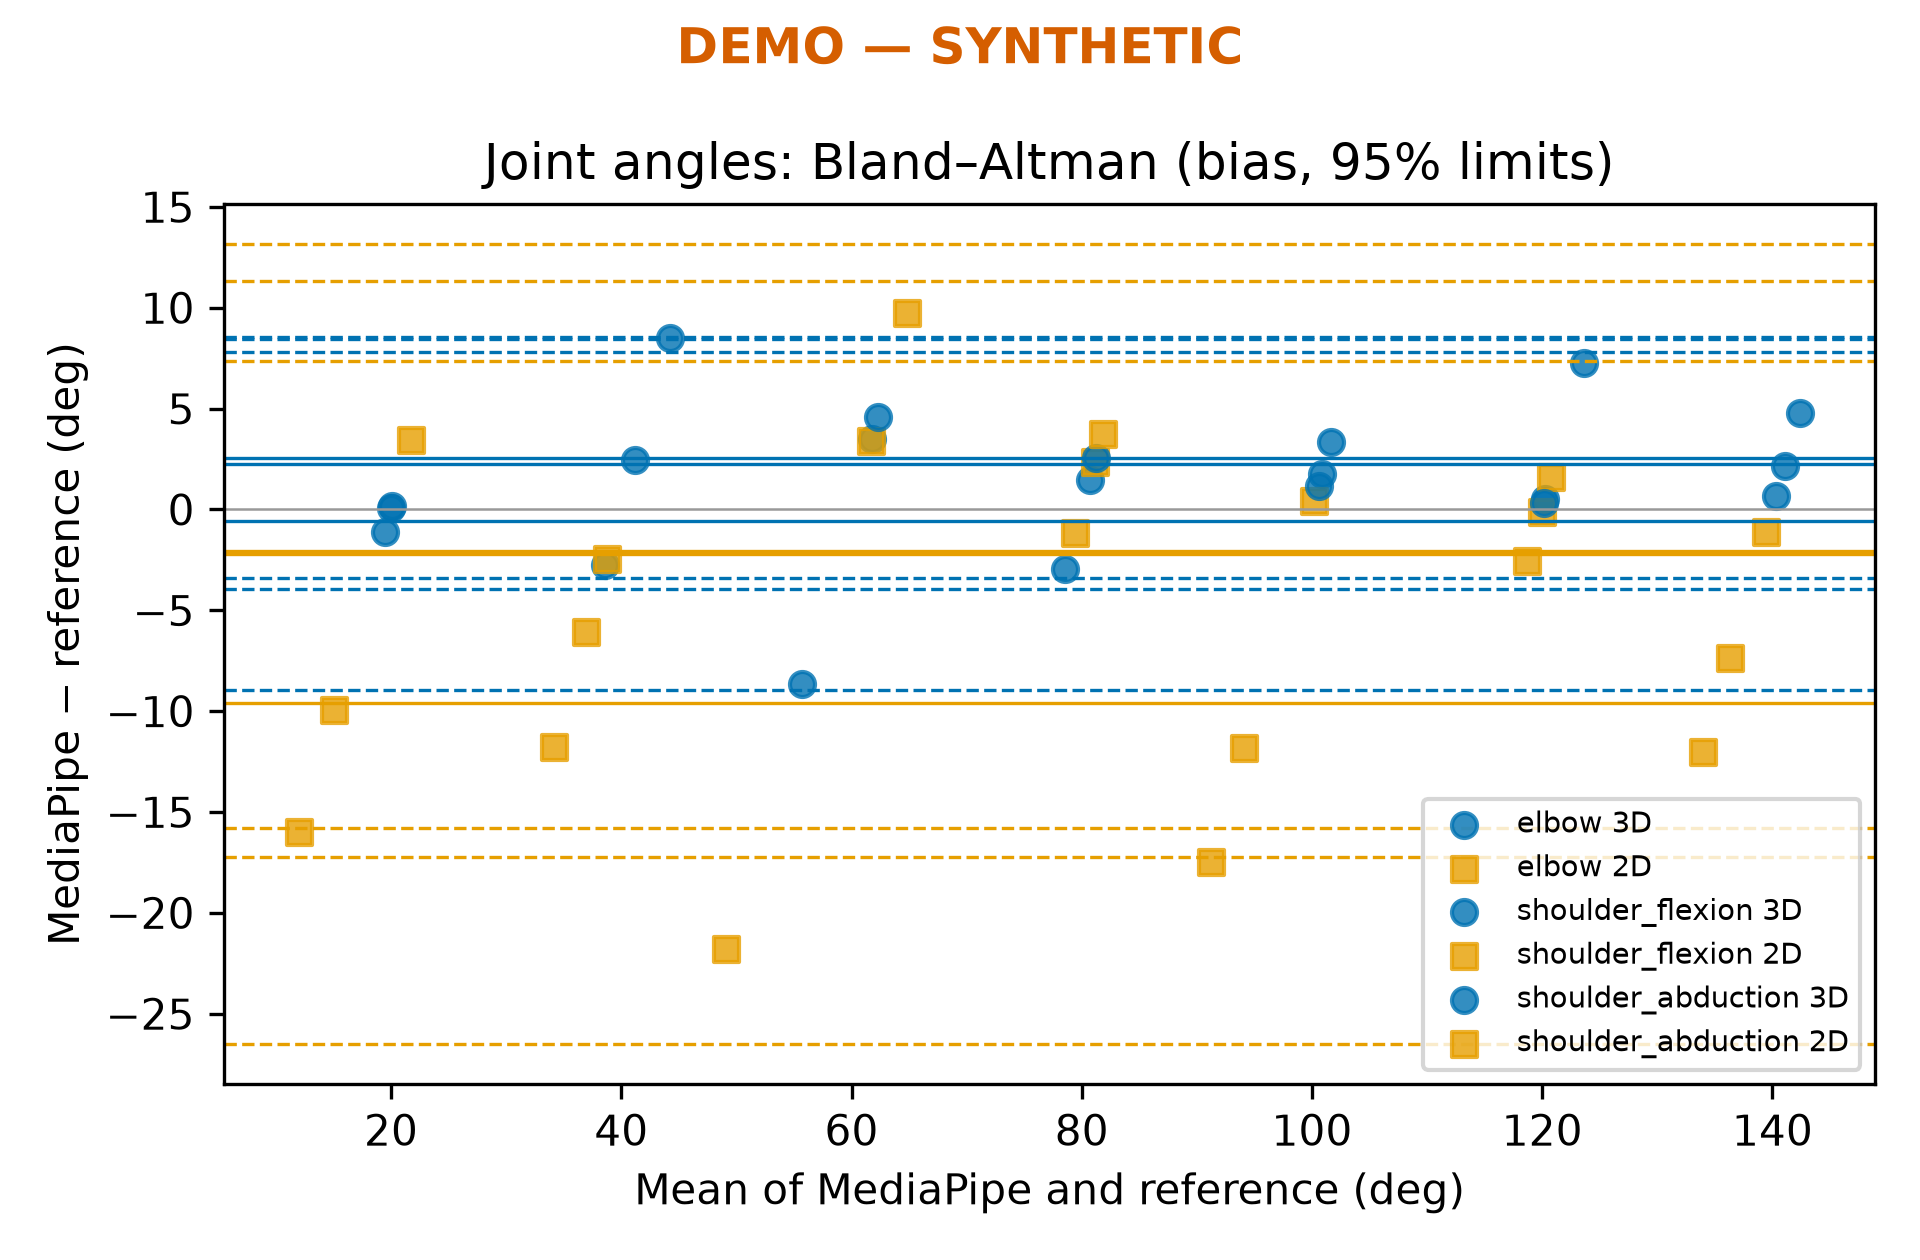 DEMO — SYNTHETIC
Joint angles: Bland–Altman (bias, 95% limits)
MediaPipe − reference (deg)
15
10
5
0
−5
−10
−15
−20
−25
elbow 3D
elbow 2D
shoulder_flexion 3D
shoulder_flexion 2D
shoulder_abduction 3D
shoulder_abduction 2D
20 40 60 80 100 120 140
Mean of MediaPipe and reference (deg)